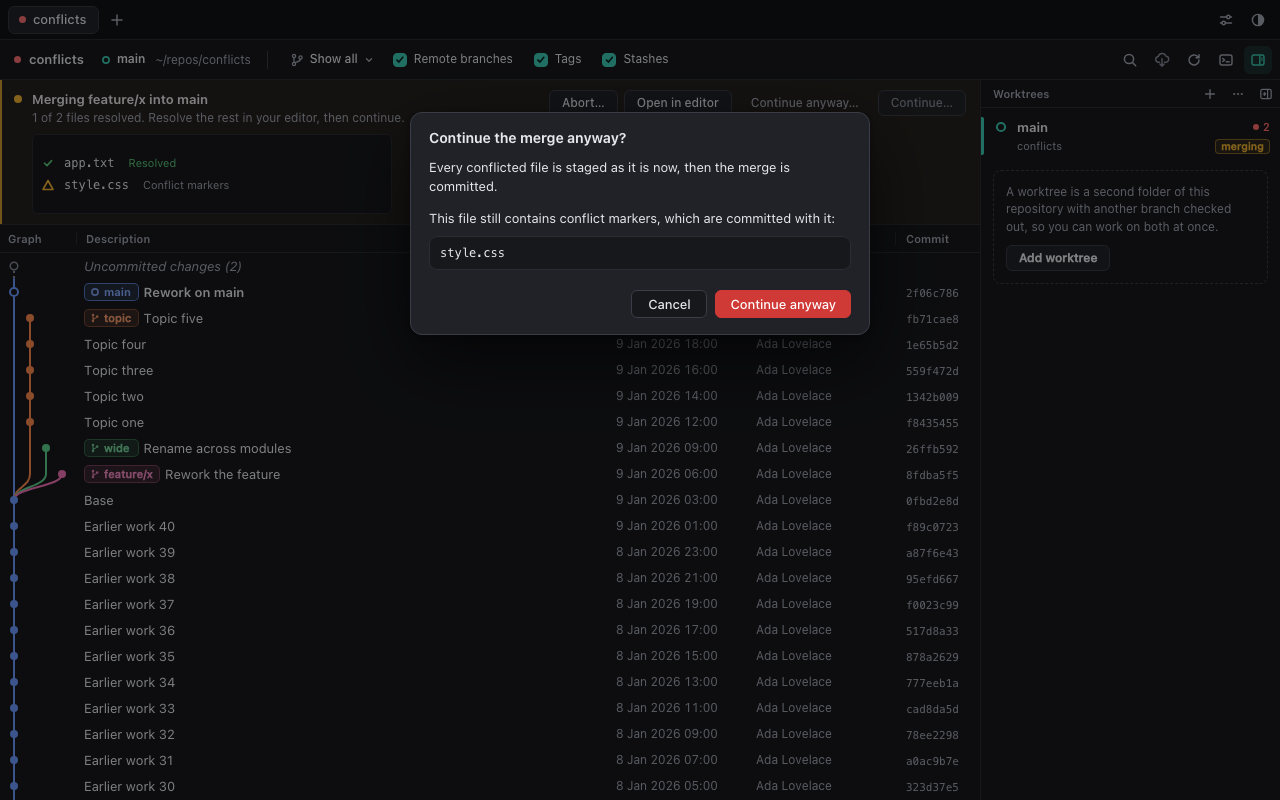 conflicts
conflicts
main
~/repos/conflicts
Show all
Remote branches
Tags
Stashes
Merging feature/x into main
1 of 2 files resolved. Resolve the rest in your editor, then continue.
Abort...
Open in editor
Continue anyway...
Continue...
app.txt Resolved
style.css Conflict markers
Continue the merge anyway?
Every conflicted file is staged as it is now, then the merge is
committed.
This file still contains conflict markers, which are committed with it:
style.css
Cancel
Continue anyway
Worktrees
main
2
conflicts
merging
A worktree is a second folder of this
repository with another branch checked
out, so you can work on both at once.
Add worktree
Graph Description Commit
Uncommitted changes (2)
main Rework on main 2f06c786
topic Topic five fb71cae8
Topic four 9 Jan 2026 18:00 Ada Lovelace 1e65b5d2
Topic three 9 Jan 2026 16:00 Ada Lovelace 559f472d
Topic two 9 Jan 2026 14:00 Ada Lovelace 1342b009
Topic one 9 Jan 2026 12:00 Ada Lovelace f8435455
wide Rename across modules 9 Jan 2026 09:00 Ada Lovelace 26ffb592
feature/x Rework the feature 9 Jan 2026 06:00 Ada Lovelace 8fdba5f5
Base 9 Jan 2026 03:00 Ada Lovelace 0fbd2e8d
Earlier work 40 9 Jan 2026 01:00 Ada Lovelace f89c0723
Earlier work 39 8 Jan 2026 23:00 Ada Lovelace a87f6e43
Earlier work 38 8 Jan 2026 21:00 Ada Lovelace 95efd667
Earlier work 37 8 Jan 2026 19:00 Ada Lovelace f0023c99
Earlier work 36 8 Jan 2026 17:00 Ada Lovelace 517d8a33
Earlier work 35 8 Jan 2026 15:00 Ada Lovelace 878a2629
Earlier work 34 8 Jan 2026 13:00 Ada Lovelace 777eeb1a
Earlier work 33 8 Jan 2026 11:00 Ada Lovelace cad8da5d
Earlier work 32 8 Jan 2026 09:00 Ada Lovelace 78ee2298
Earlier work 31 8 Jan 2026 07:00 Ada Lovelace a0ac9b7e
Earlier work 30 8 Jan 2026 05:00 Ada Lovelace 323d37e5